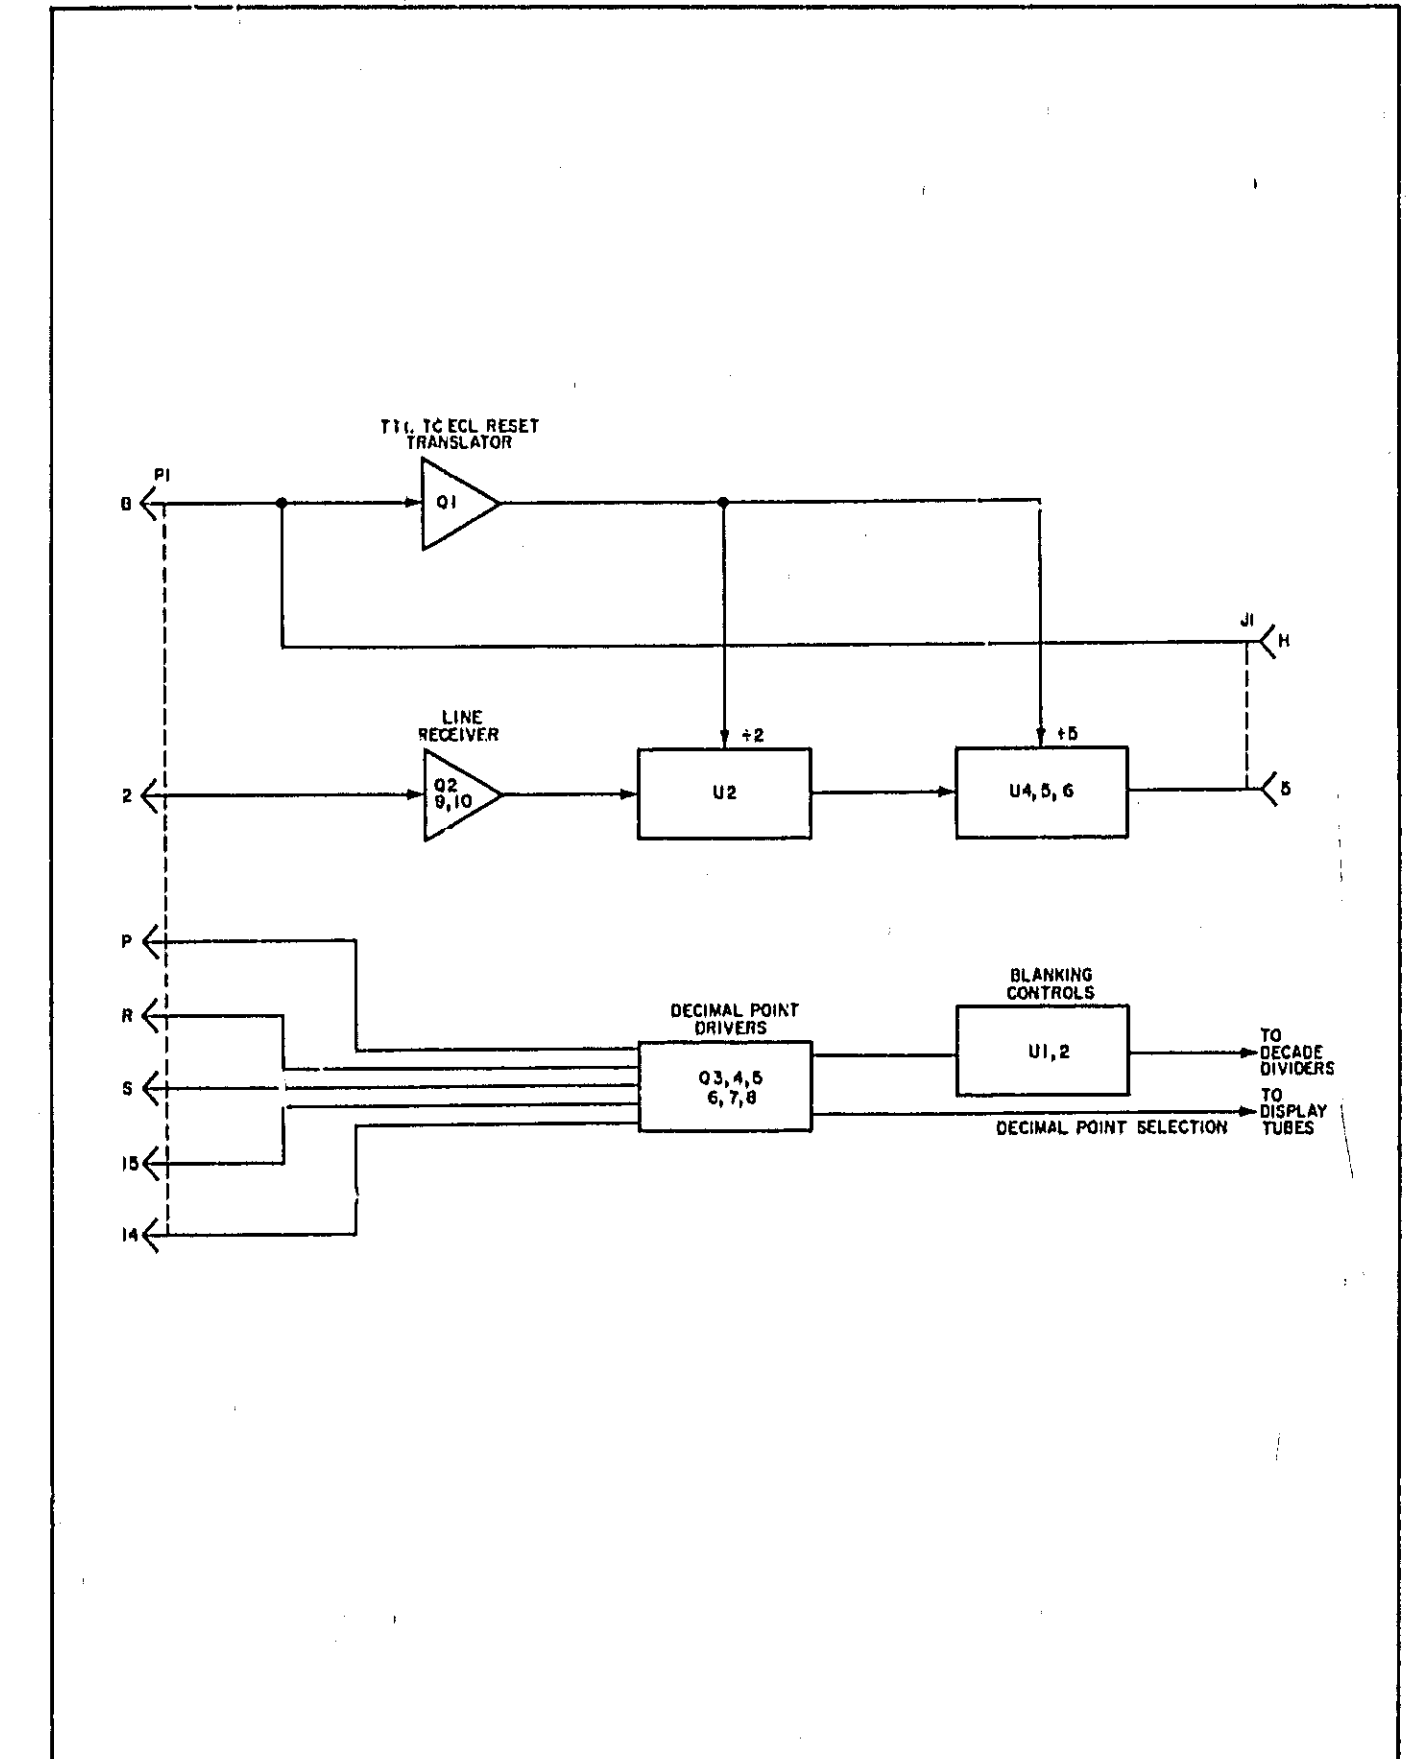 TTL TO ECL RESET
TRANSLATOR
P1
Q1
J1
H
LINE
RECEIVER
÷2
÷5
2
Q2
9,10
U2
U4, 5, 6
5
P
BLANKING
CONTROLS
R
DECIMAL POINT
DRIVERS
U1, 2
TO
DECADE
DIVIDERS
S
Q3, 4, 5
6, 7, 8
TO
DISPLAY
TUBES
DECIMAL POINT SELECTION
15
14